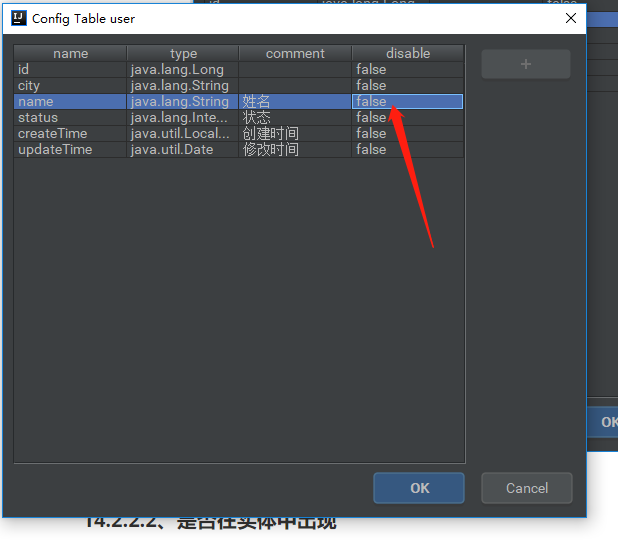 Config Table user
name type comment disable
id java.lang.Long false
city java.lang.String false
name java.lang.String 姓名 false
status java.lang.Inte... 状态 false
createTime java.util.Local... 创建时间 false
updateTime java.util.Date 修改时间 false
+
OK Cancel
OK
14.2.2.2、是否在实体中出现